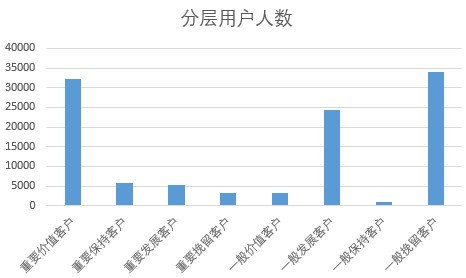 分层用户人数
40000
35000
30000
25000
20000
15000
10000
5000
0
重要价值客户
重要保持客户
重要发展客户
重要挽留客户
一般价值客户
一般发展客户
一般保持客户
一般挽留客户